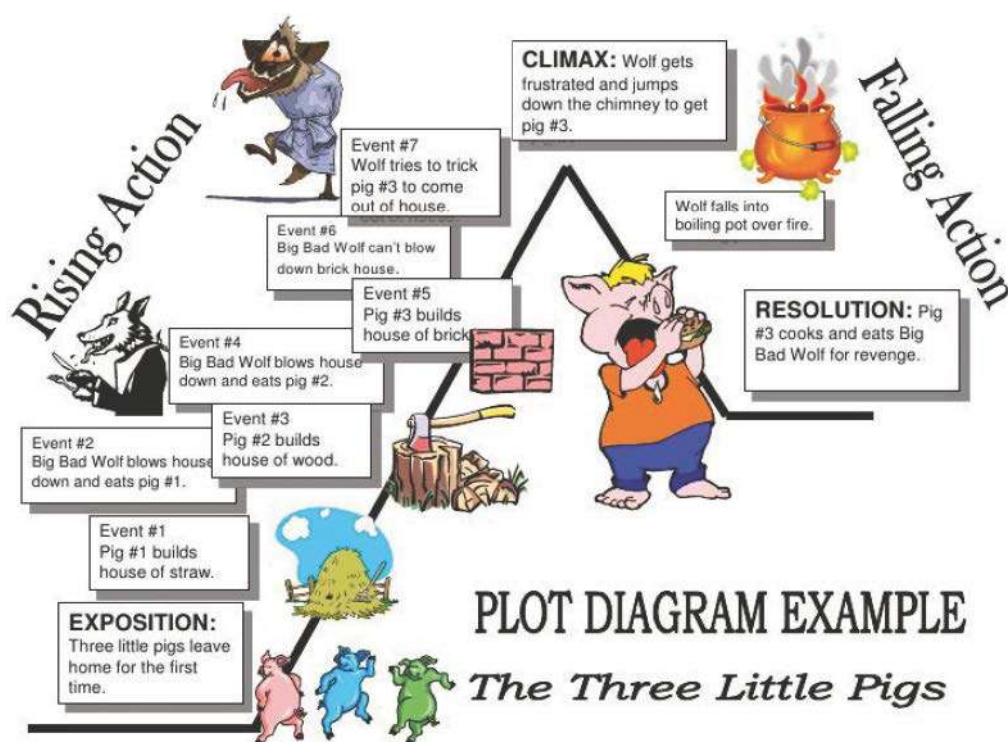 Rising Action
EXPOSITION:
Three little pigs leave
home for the first
time.
Event #1
Pig #1 builds
house of straw.
Event #2
Big Bad Wolf blows house
down and eats pig #1.
Event #3
Pig #2 builds
house of wood.
Event #4
Big Bad Wolf blows house
down and eats pig #2.
Event #5
Pig #3 builds
house of brick
Event #6
Big Bad Wolf can't blow
down brick house.
Event #7
Wolf tries to trick
pig #3 to come
out of house.
CLIMAX: Wolf gets
frustrated and jumps
down the chimney to get
pig #3.
Falling Action
Wolf falls into
boiling pot over fire.
RESOLUTION: Pig
#3 cooks and eats Big
Bad Wolf for revenge.
PLOT DIAGRAM EXAMPLE
The Three Little Pigs